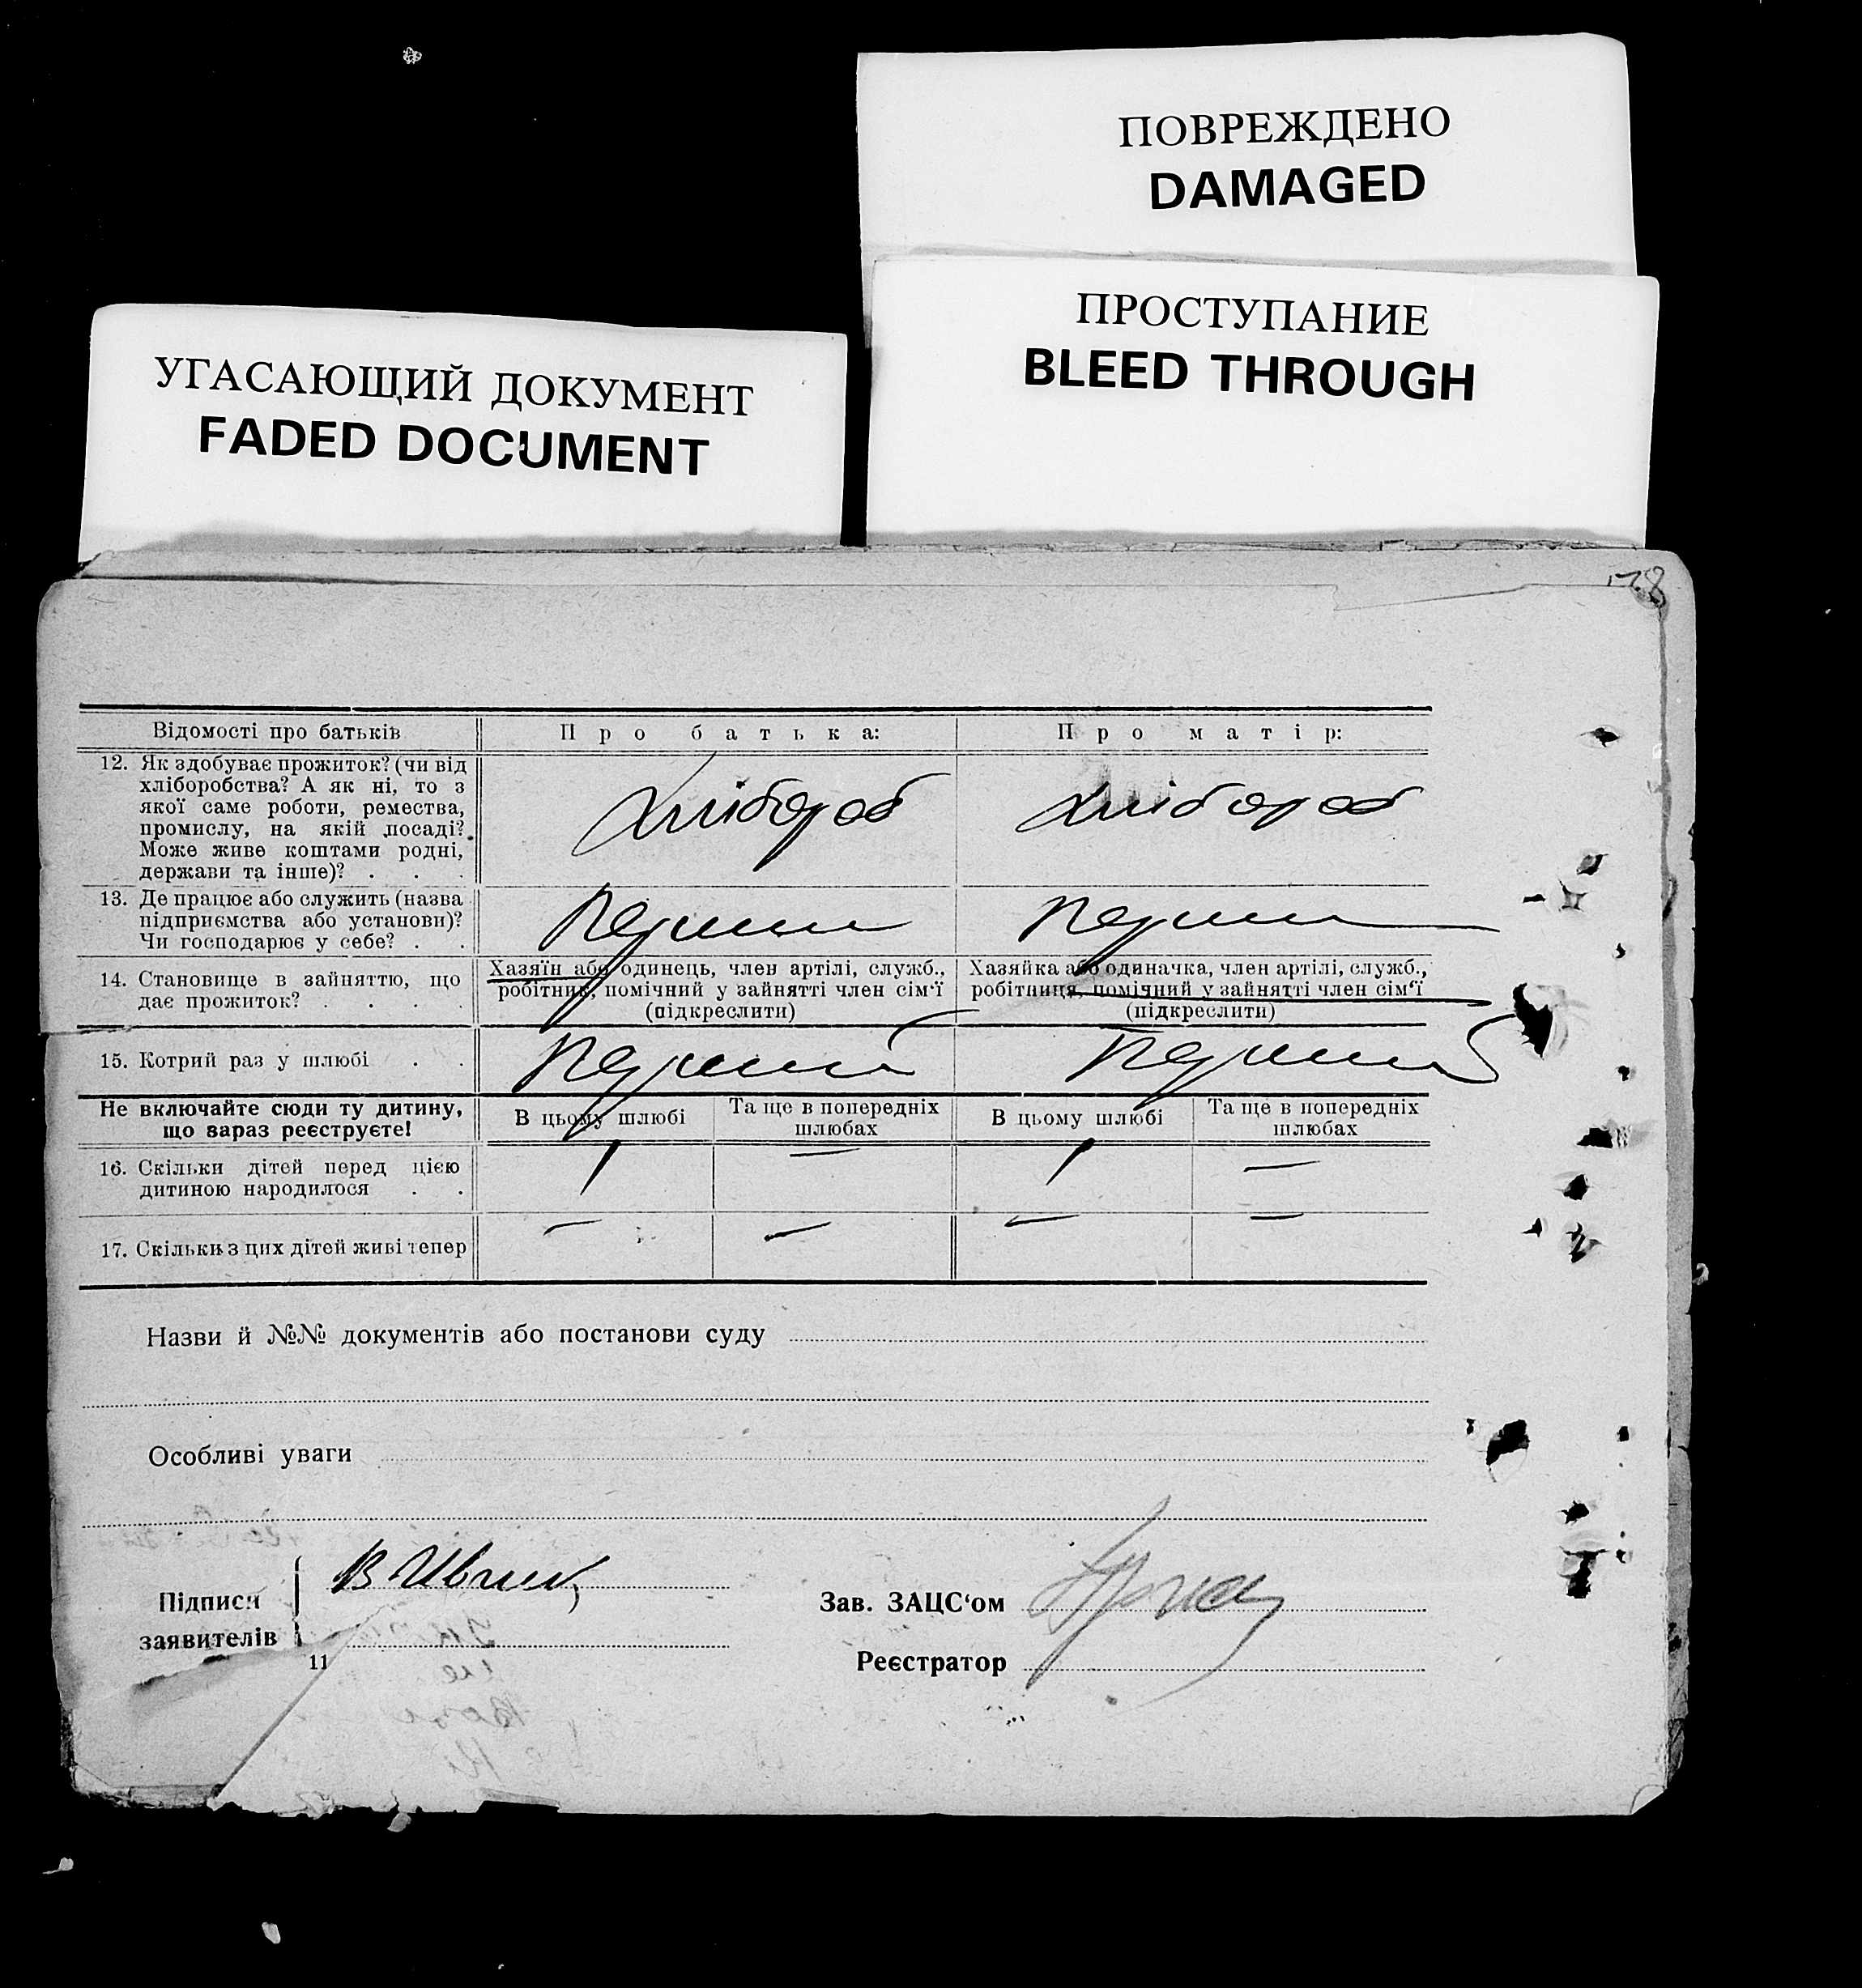 ПОВРЕЖДЕНО
DAMAGED
ПРОСТУПАНИЕ
BLEED THROUGH
УГАСАЮЩИЙ ДОКУМЕНТ
FADED DOCUMENT
Відомості про батьків Про батька: Про матір:
12. Як здобуває прожиток? (чи від
хліборобства? А як ні, то з
якої саме роботи, ремества,
промислу, на якій посаді?
Може живе коштами родні,
держави та інше)? . . .
Хлібороб Хлібороб
13. Де працює або служить (назва
підприємства або установи)?
Чи господарює у себе? . .
14. Становище в зайняттю, що
дає прожиток? . . . .
Хазяїн або одинець, член артілі, служб.,
робітник, помічний у зайнятті член сім'ї
(підкреслити)
Хазяйка або одиначка, член артілі, служб.,
робітниця, помічний у зайнятті член сім'ї
(підкреслити)
15. Котрий раз у шлюбі . . Перший Перший
Не включайте сюди ту дитину,
що зараз реєструєте!
В цьому шлюбі
Та ще в попередніх
шлюбах
В цьому шлюбі
Та ще в попередніх
шлюбах
16. Скільки дітей перед цією
дитиною народилося . .
1 — 1 —
17. Скільки з цих дітей живі тепер — — — —
Назви й №№ документів або постанови суду
Особливі уваги
Підписи
заявителів
11
Зав. ЗАЦС'ом
Реєстратор